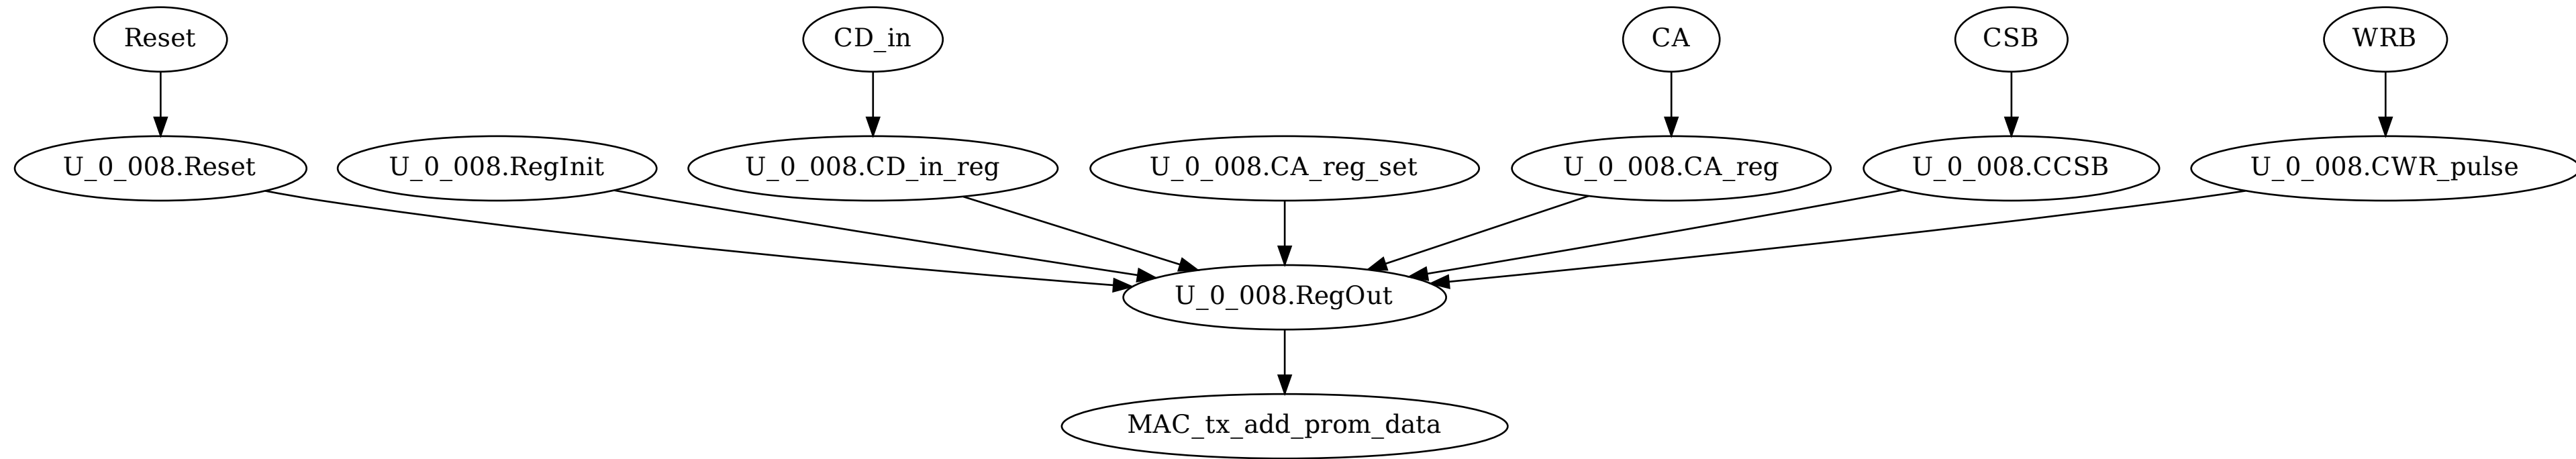 Reset
CD_in
CA
CSB
WRB
U_0_008.Reset
U_0_008.RegInit
U_0_008.CD_in_reg
U_0_008.CA_reg_set
U_0_008.CA_reg
U_0_008.CCSB
U_0_008.CWR_pulse
U_0_008.RegOut
MAC_tx_add_prom_data